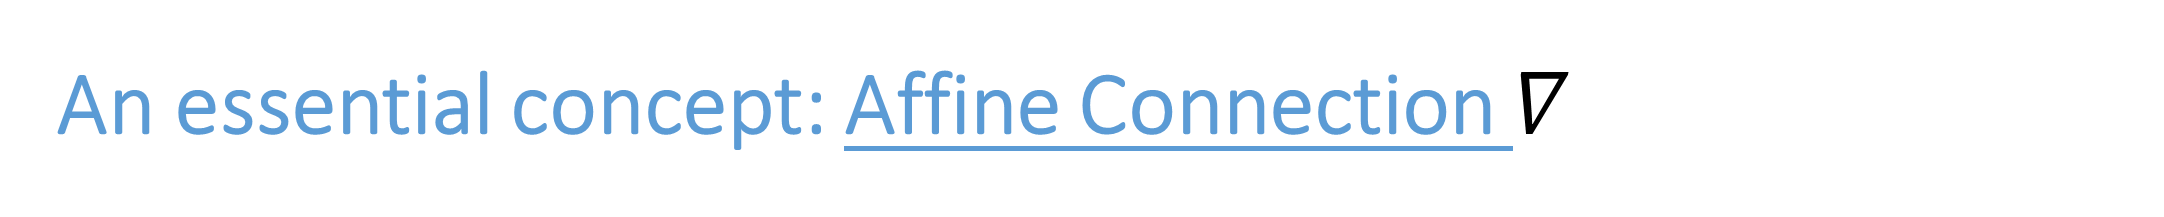 An essential concept: Affine Connection ∇